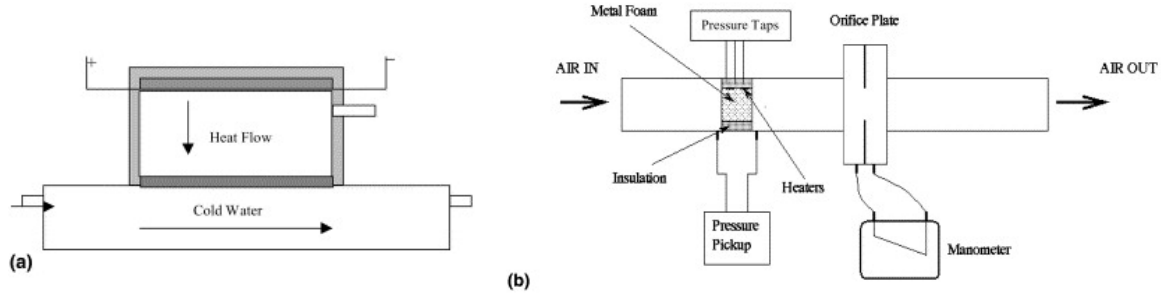 +
−
Heat Flow
Cold Water
(a)
Metal Foam
Pressure Taps
Orifice Plate
AIR IN
AIR OUT
Insulation
Heaters
Pressure
Pickup
Manometer
(b)